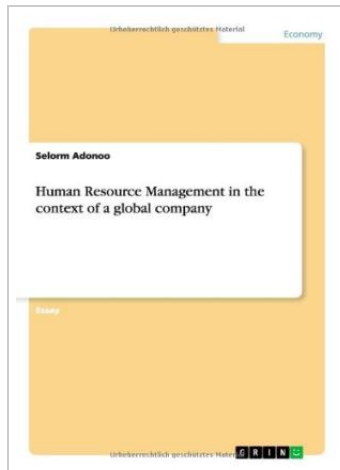 Urheberrechtlich geschütztes Material
Economy
Selorm Adonoo
Human Resource Management in the
context of a global company
Essay
Urheberrechtlich geschütztes Mater
GRIN